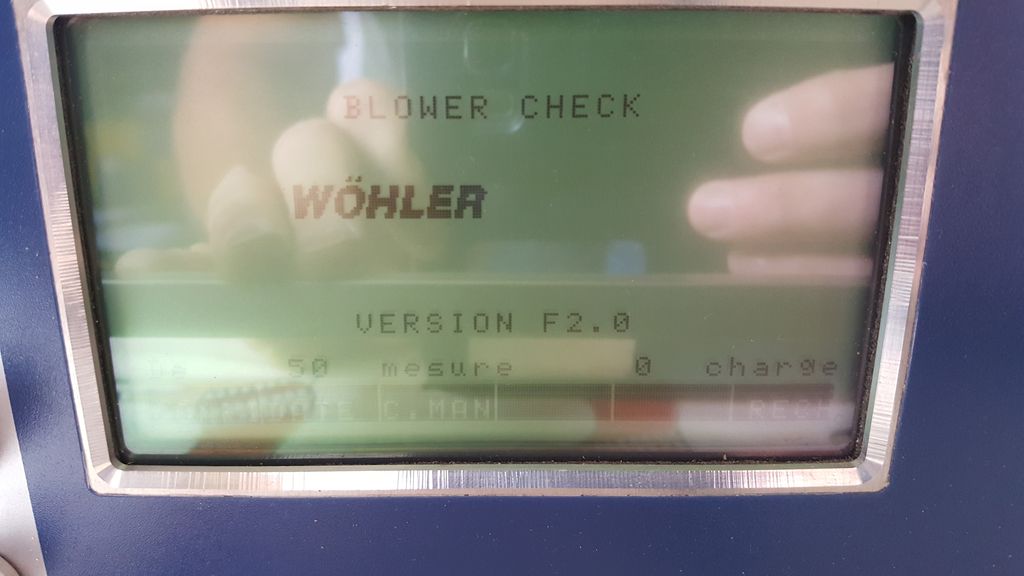 BLOWER CHECK
WÖHLER
VERSION F2.0
50 mesure 0 charge
C.MAN